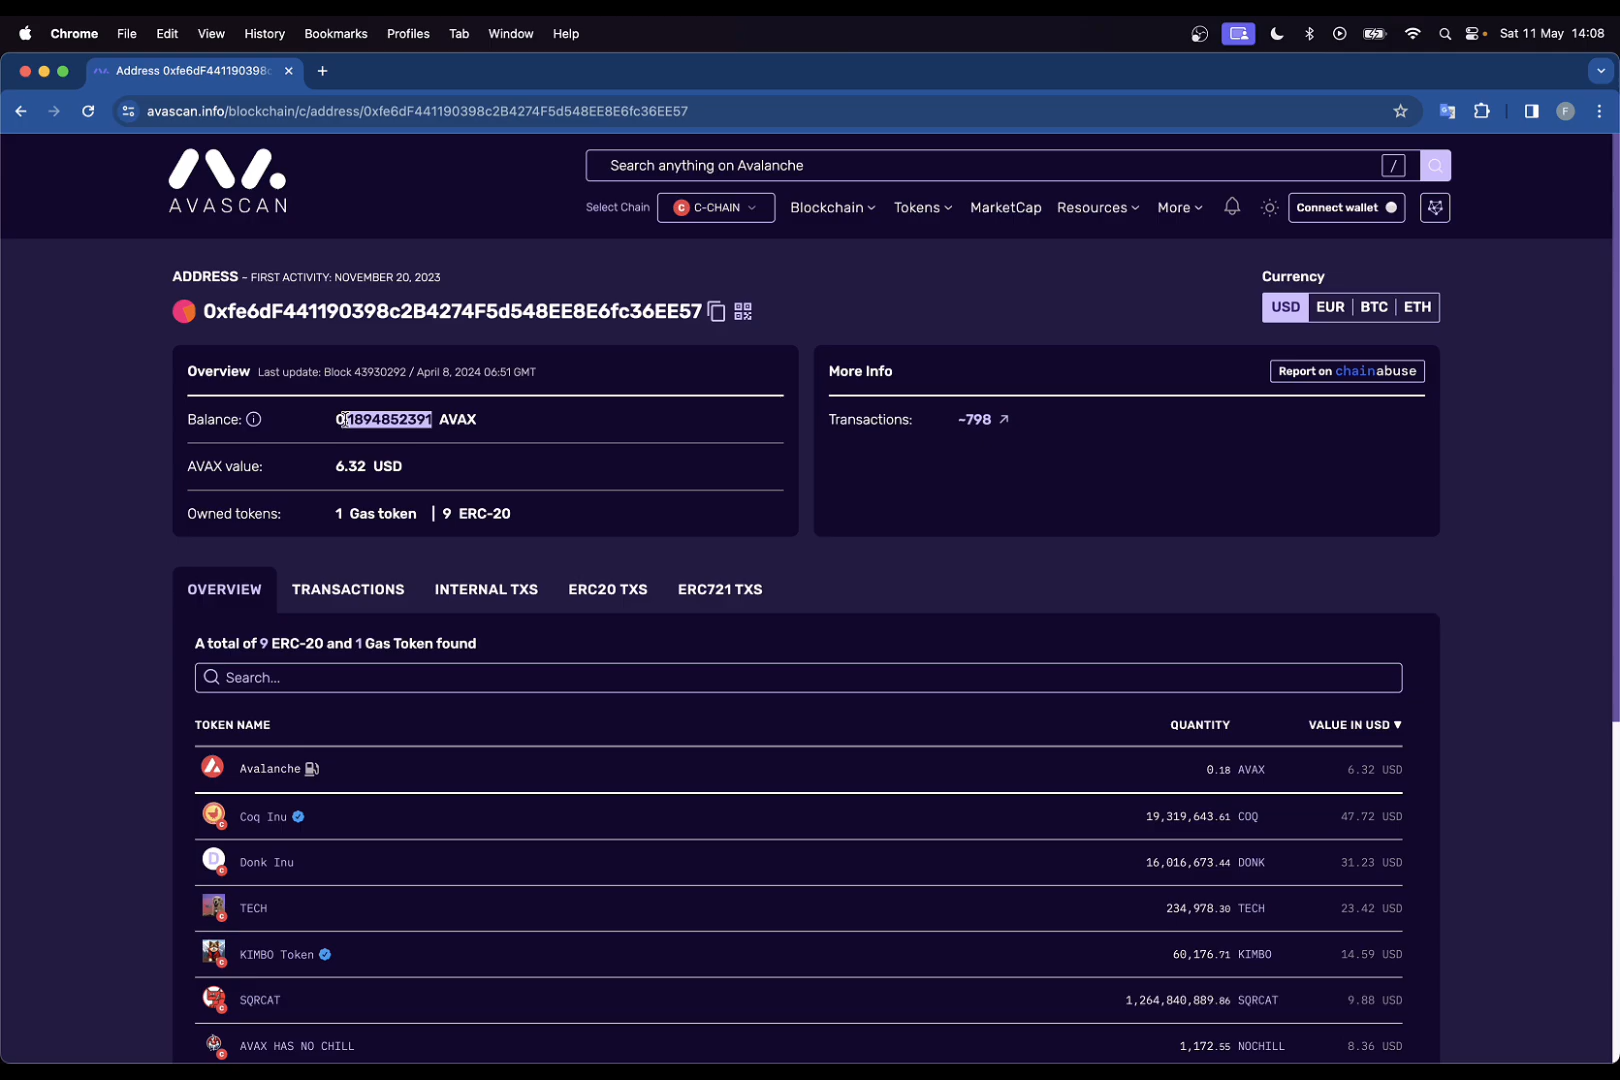 Chrome File Edit View History Bookmarks Profiles Tab Window Help Sat 11 May 14:08
Address 0xfe6dF441190398c
avascan.info/blockchain/c/address/0xfe6dF441190398c2B4274F5d548EE8E6fc36EE57 F
AVASCAN
Search anything on Avalanche /
Select Chain C C-CHAIN Blockchain Tokens MarketCap Resources More Connect wallet
ADDRESS - FIRST ACTIVITY: NOVEMBER 20, 2023
0xfe6dF441190398c2B4274F5d548EE8E6fc36EE57
Currency
USD EUR BTC ETH
Overview Last update: Block 43930292 / April 8, 2024 06:51 GMT
Balance: 0.1894852391 AVAX
AVAX value: 6.32 USD
Owned tokens: 1 Gas token | 9 ERC-20
More Info Report on chainabuse
Transactions: ~798
OVERVIEW TRANSACTIONS INTERNAL TXS ERC20 TXS ERC721 TXS
A total of 9 ERC-20 and 1 Gas Token found
Search...
TOKEN NAME QUANTITY VALUE IN USD ▼
Avalanche 0.18 AVAX 6.32 USD
Coq Inu 19,319,643.61 COQ 47.72 USD
D Donk Inu 16,016,673.44 DONK 31.23 USD
TECH 234,978.30 TECH 23.42 USD
KIMBO Token 60,176.71 KIMBO 14.59 USD
SQRCAT 1,264,840,889.86 SQRCAT 9.88 USD
AVAX HAS NO CHILL 1,172.55 NOCHILL 8.36 USD